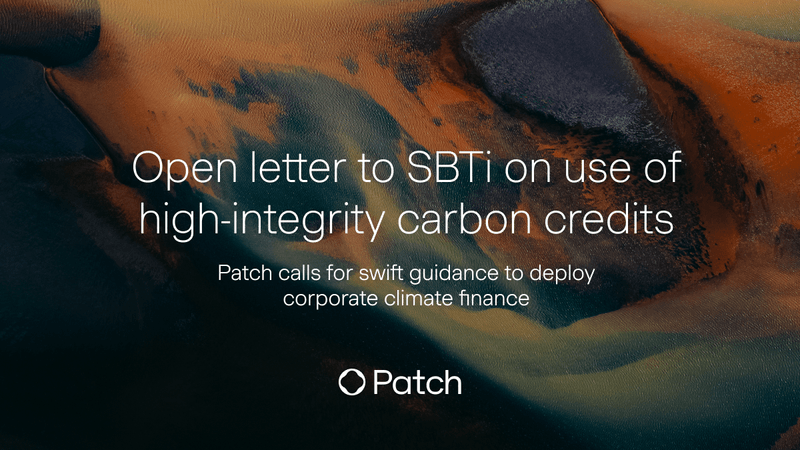 Open letter to SBTi on use of
high-integrity carbon credits
Patch calls for swift guidance to deploy
corporate climate finance
Patch